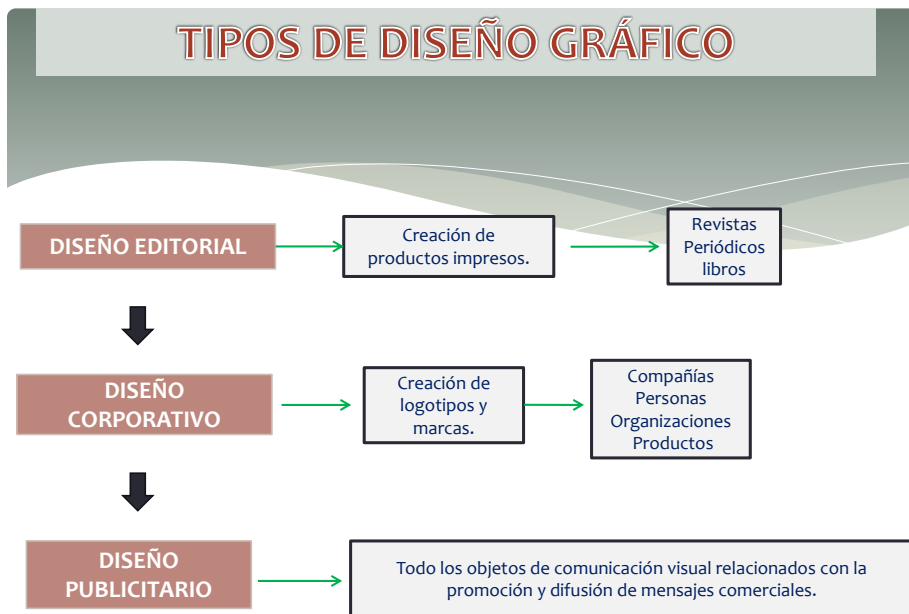 TIPOS DE DISEÑO GRÁFICO
DISEÑO EDITORIAL
Creación de
productos impresos.
Revistas
Periódicos
libros
DISEÑO
CORPORATIVO
Creación de
logotipos y
marcas.
Compañías
Personas
Organizaciones
Productos
DISEÑO
PUBLICITARIO
Todo los objetos de comunicación visual relacionados con la
promoción y difusión de mensajes comerciales.